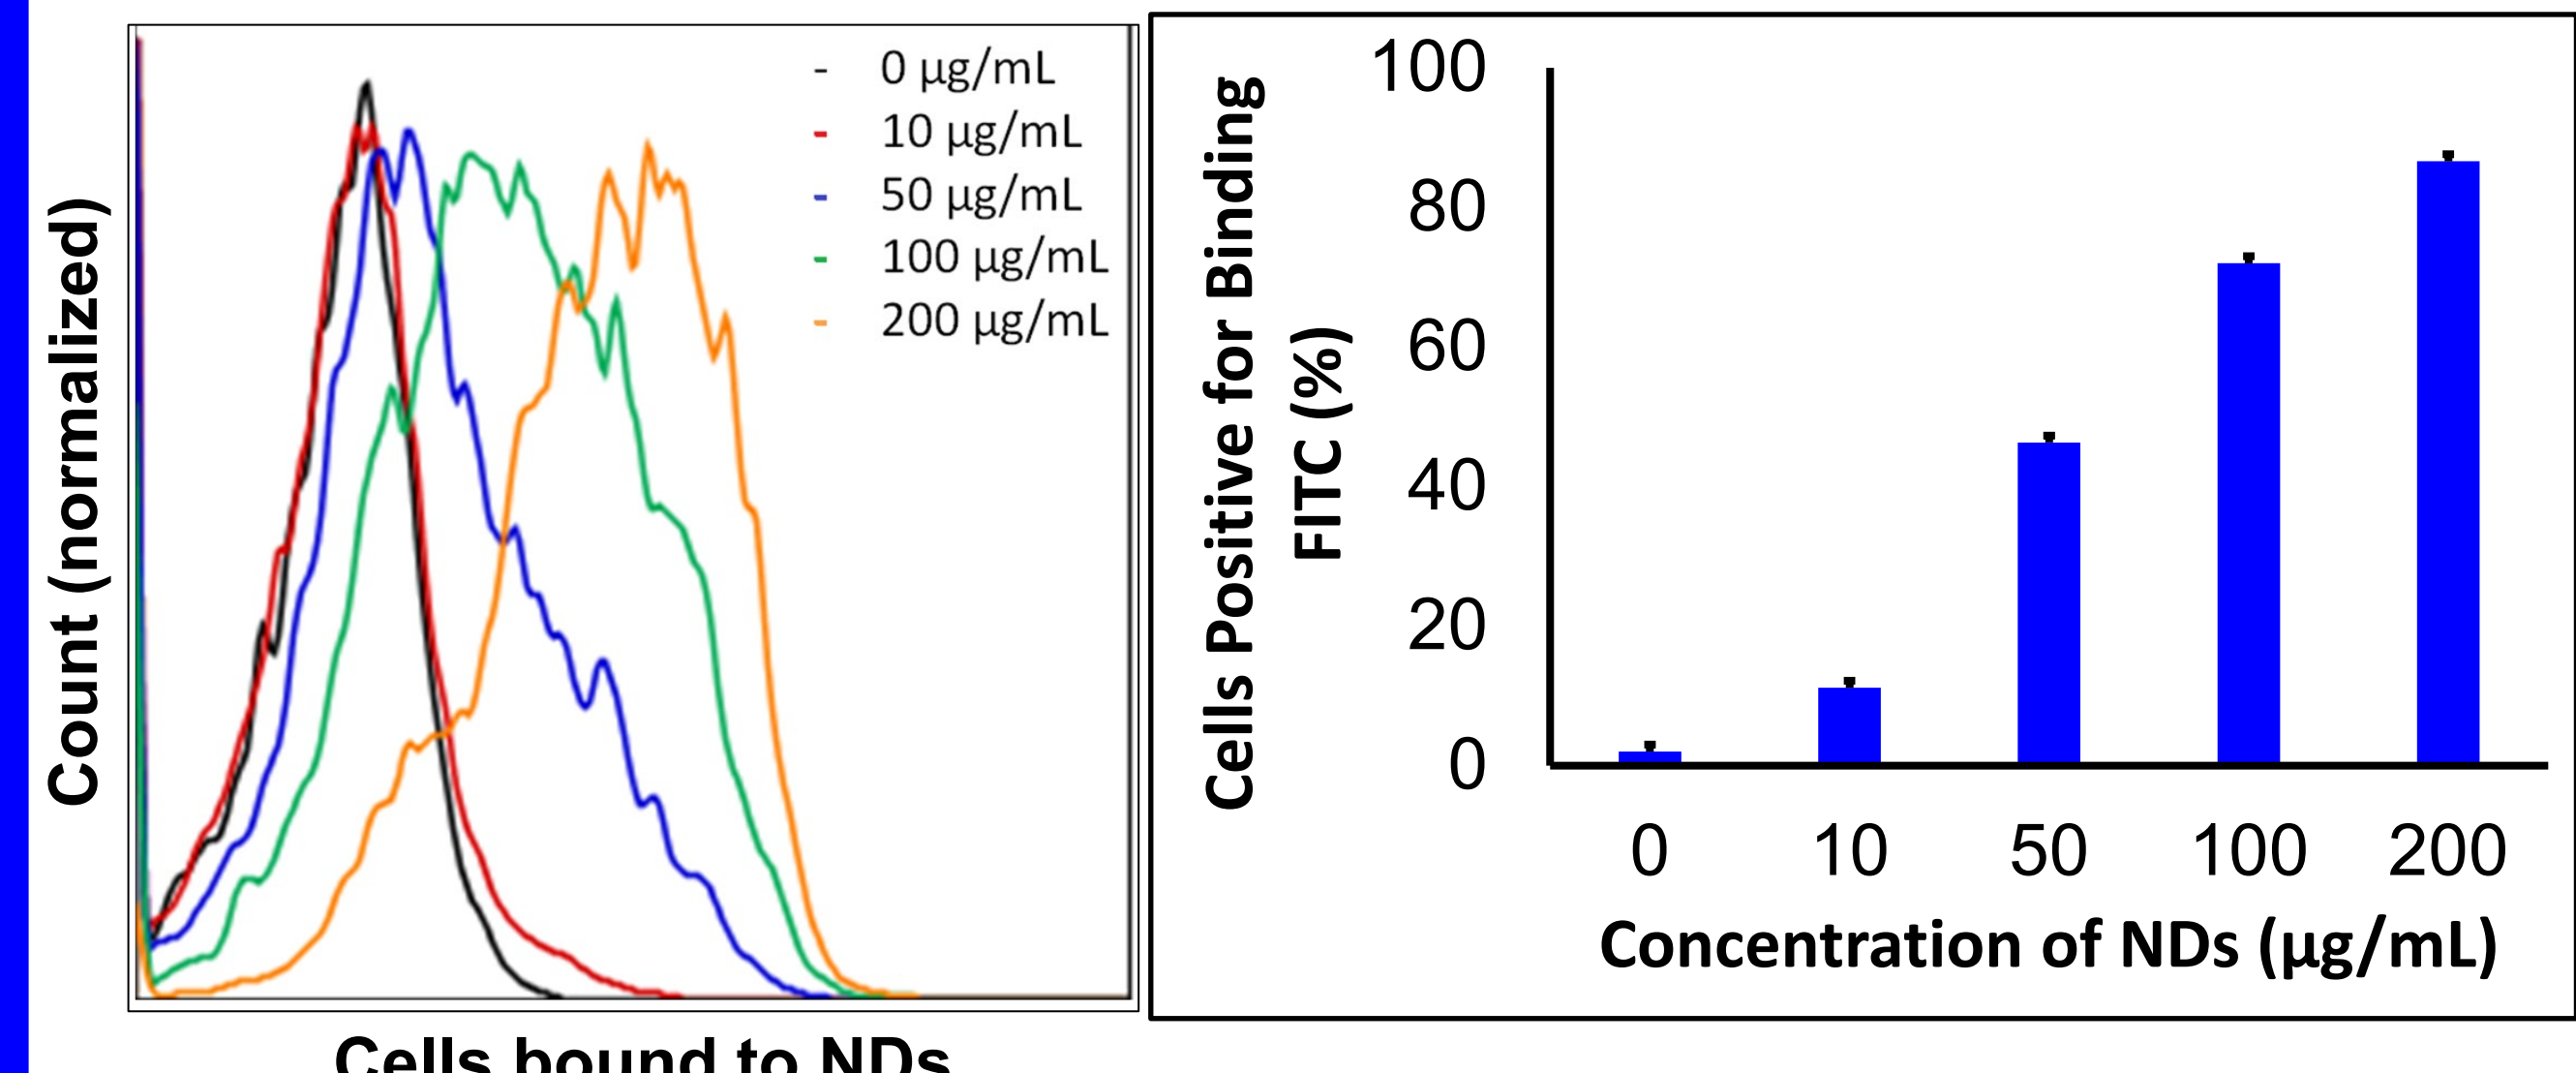 Count (normalized)
- 0 µg/mL
- 10 µg/mL
- 50 µg/mL
- 100 µg/mL
- 200 µg/mL
Cells bound to NDs
Cells Positive for Binding
FITC (%)
100
80
60
40
20
0
0 10 50 100 200
Concentration of NDs (µg/mL)